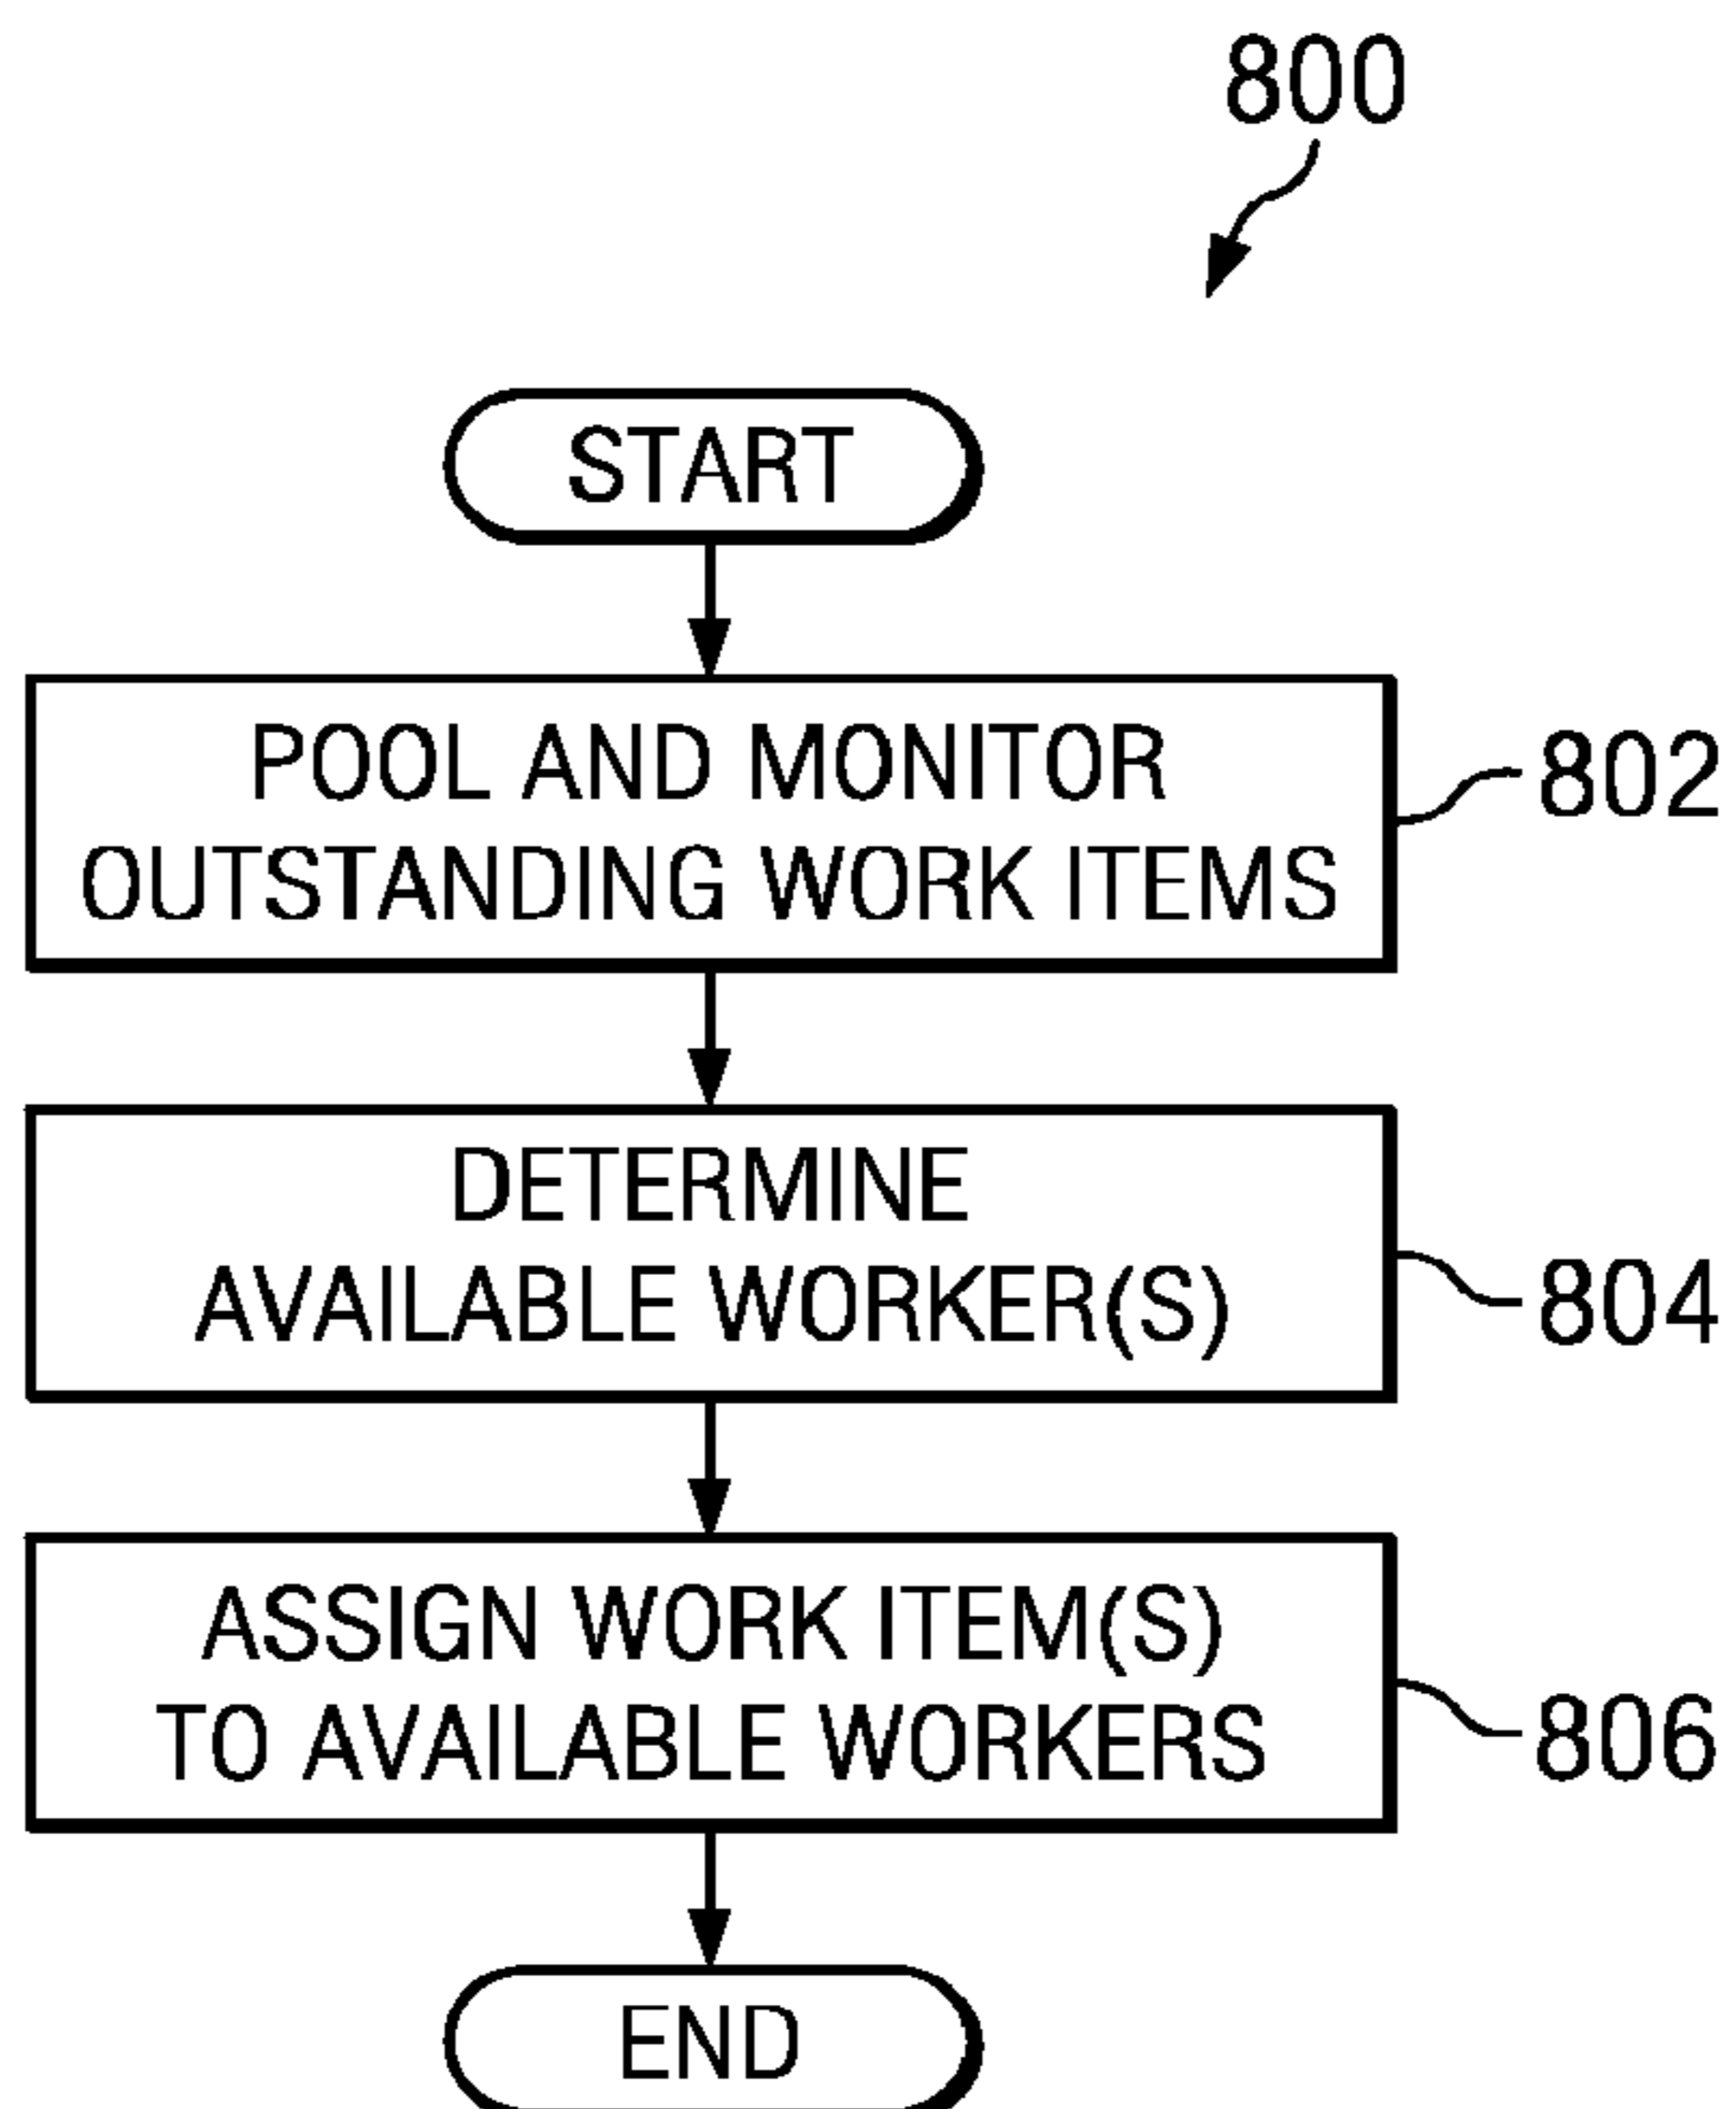 800
START
POOL AND MONITOR
OUTSTANDING WORK ITEMS
802
DETERMINE
AVAILABLE WORKER(S)
804
ASSIGN WORK ITEM(S)
TO AVAILABLE WORKERS
806
END